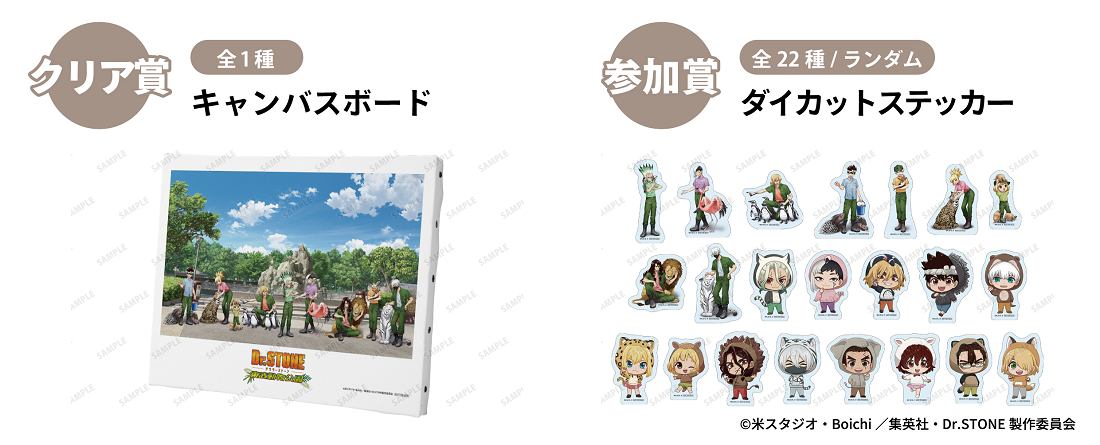 クリア賞
全1種
キャンバスボード
参加賞
全 22 種 / ランダム
ダイカットステッカー
SAMPLE
Dr.STONE
©米スタジオ・Boichi／集英社・Dr.STONE 製作委員会